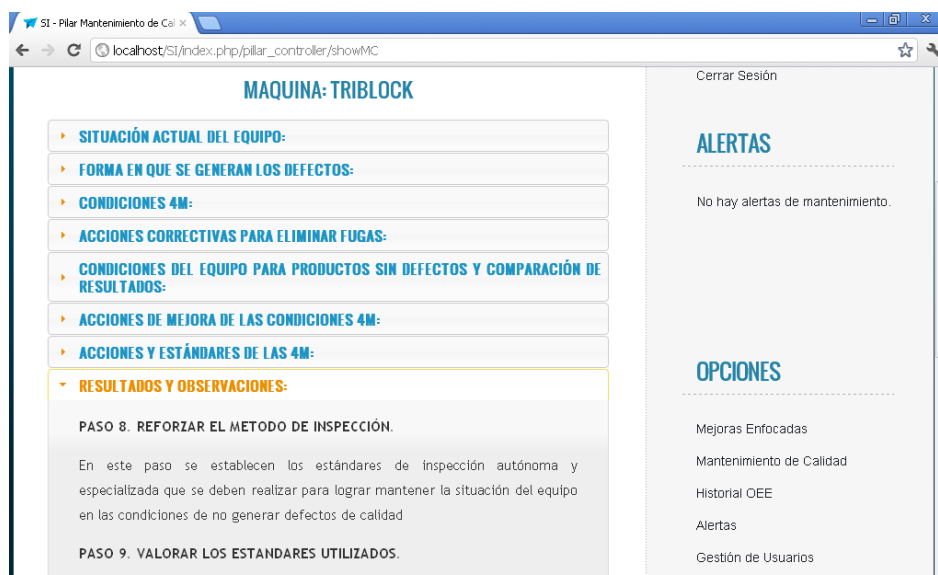 SI - Pilar Mantenimiento de Cal
localhost/SI/index.php/pillar_controller/showMC
MAQUINA: TRIBLOCK
SITUACIÓN ACTUAL DEL EQUIPO:
FORMA EN QUE SE GENERAN LOS DEFECTOS:
CONDICIONES 4M:
ACCIONES CORRECTIVAS PARA ELIMINAR FUGAS:
CONDICIONES DEL EQUIPO PARA PRODUCTOS SIN DEFECTOS Y COMPARACIÓN DE
RESULTADOS:
ACCIONES DE MEJORA DE LAS CONDICIONES 4M:
ACCIONES Y ESTÁNDARES DE LAS 4M:
RESULTADOS Y OBSERVACIONES:
PASO 8. REFORZAR EL METODO DE INSPECCIÓN.
En este paso se establecen los estándares de inspección autónoma y
especializada que se deben realizar para lograr mantener la situación del equipo
en las condiciones de no generar defectos de calidad
PASO 9. VALORAR LOS ESTANDARES UTILIZADOS.
Cerrar Sesión
ALERTAS
No hay alertas de mantenimiento.
OPCIONES
Mejoras Enfocadas
Mantenimiento de Calidad
Historial OEE
Alertas
Gestión de Usuarios